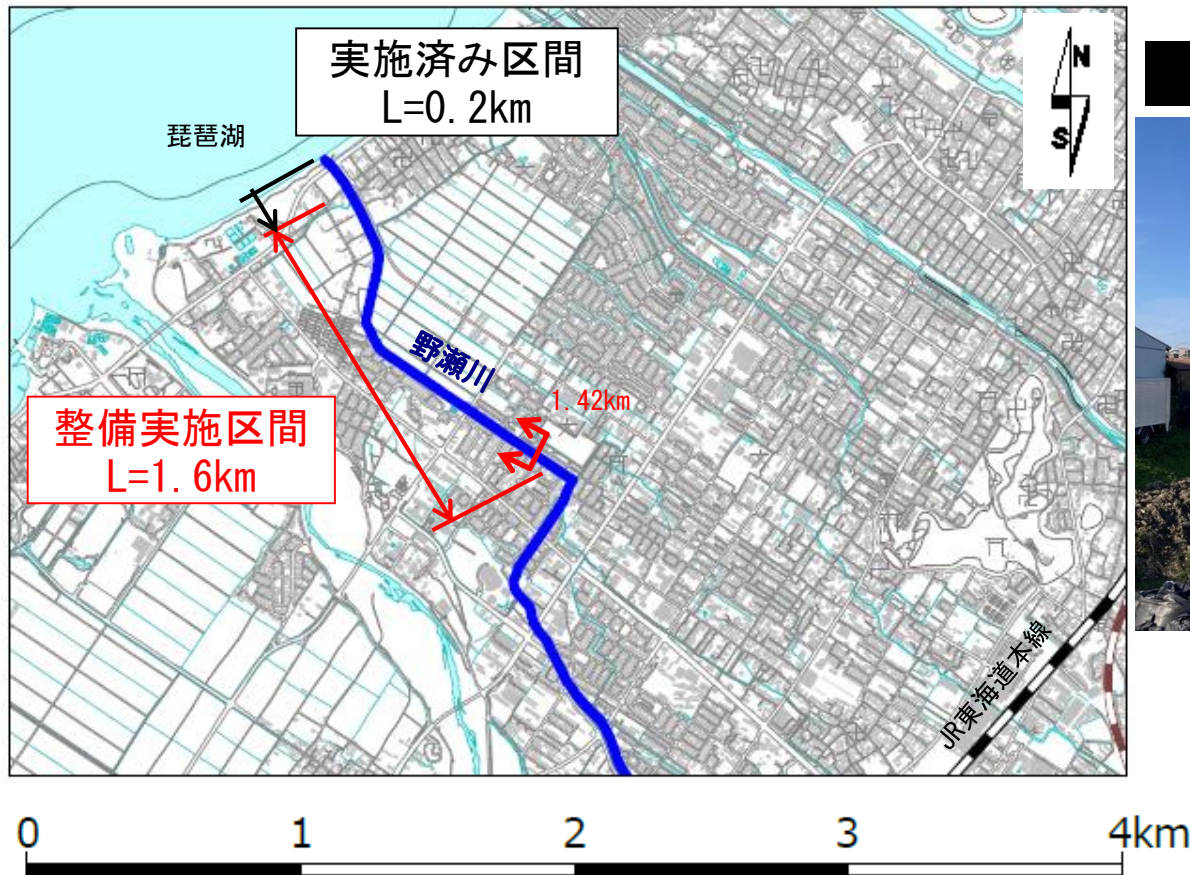 実施済み区間
L=0.2km
N
S
琵琶湖
野瀬川
1.42km
整備実施区間
L=1.6km
JR東海道本線
0 1 2 3 4km